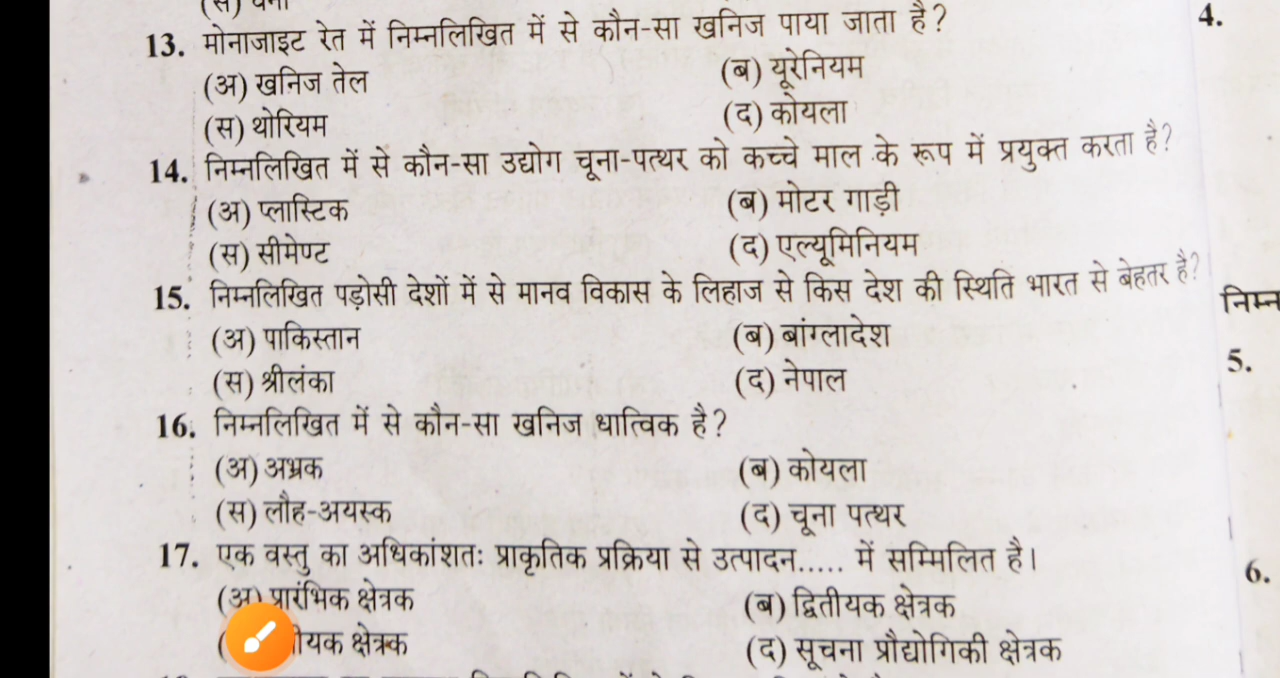 13. मोनाजाइट रेत में निम्नलिखित में से कौन-सा खनिज पाया जाता है?
(अ) खनिज तेल (ब) यूरेनियम
(स) थोरियम (द) कोयला
14. निम्नलिखित में से कौन-सा उद्योग चूना-पत्थर को कच्चे माल के रूप में प्रयुक्त करता है?
(अ) प्लास्टिक (ब) मोटर गाड़ी
(स) सीमेण्ट (द) एल्यूमिनियम
15. निम्नलिखित पड़ोसी देशों में से मानव विकास के लिहाज से किस देश की स्थिति भारत से बेहतर है?
(अ) पाकिस्तान (ब) बांग्लादेश
(स) श्रीलंका (द) नेपाल
16. निम्नलिखित में से कौन-सा खनिज धात्विक है?
(अ) अभ्रक (ब) कोयला
(स) लौह-अयस्क (द) चूना पत्थर
17. एक वस्तु का अधिकांशतः प्राकृतिक प्रक्रिया से उत्पादन..... में सम्मिलित है।
(अ) प्रारंभिक क्षेत्रक (ब) द्वितीयक क्षेत्रक
क्षेत्रक (द) सूचना प्रौद्योगिकी क्षेत्रक
4.
निम्न
5.
6.